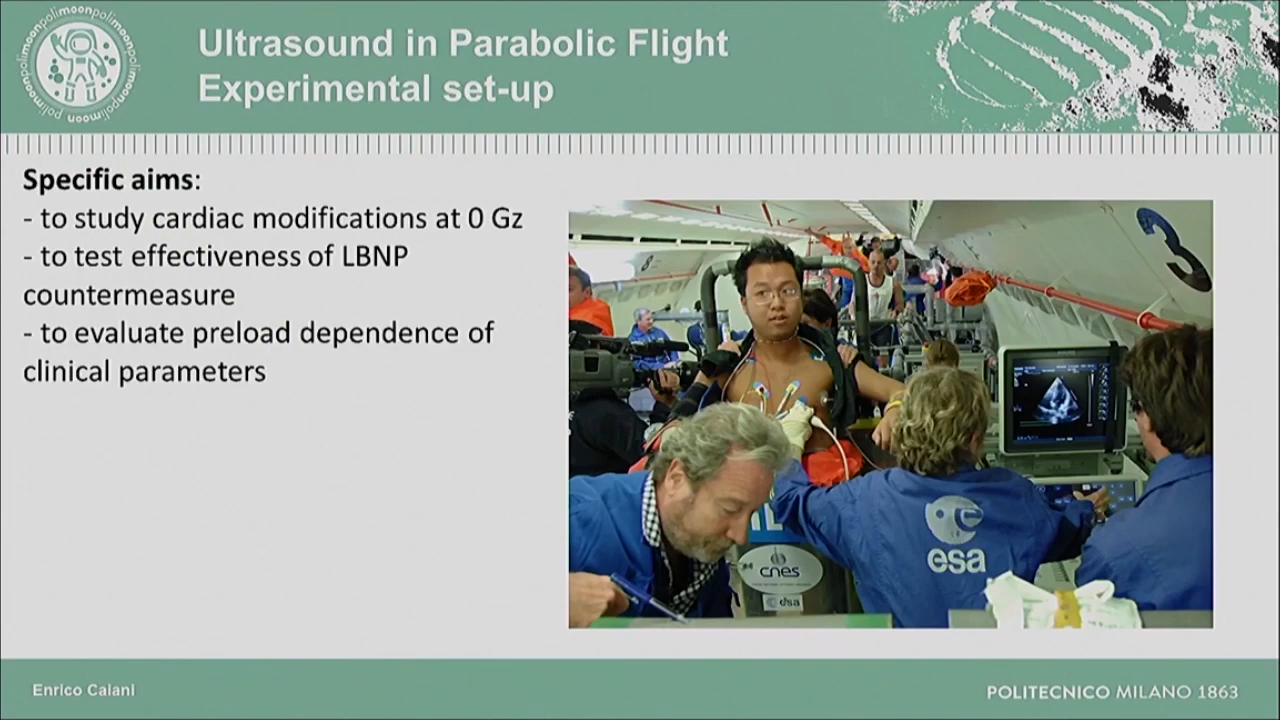 polimoonpolimoonpolimoonpolimoon
Ultrasound in Parabolic Flight
Experimental set-up
Specific aims:
- to study cardiac modifications at 0 Gz
- to test effectiveness of LBNP
countermeasure
- to evaluate preload dependence of
clinical parameters
3
8
esa
cnes
esa
Enrico Caiani
POLITECNICO MILANO 1863